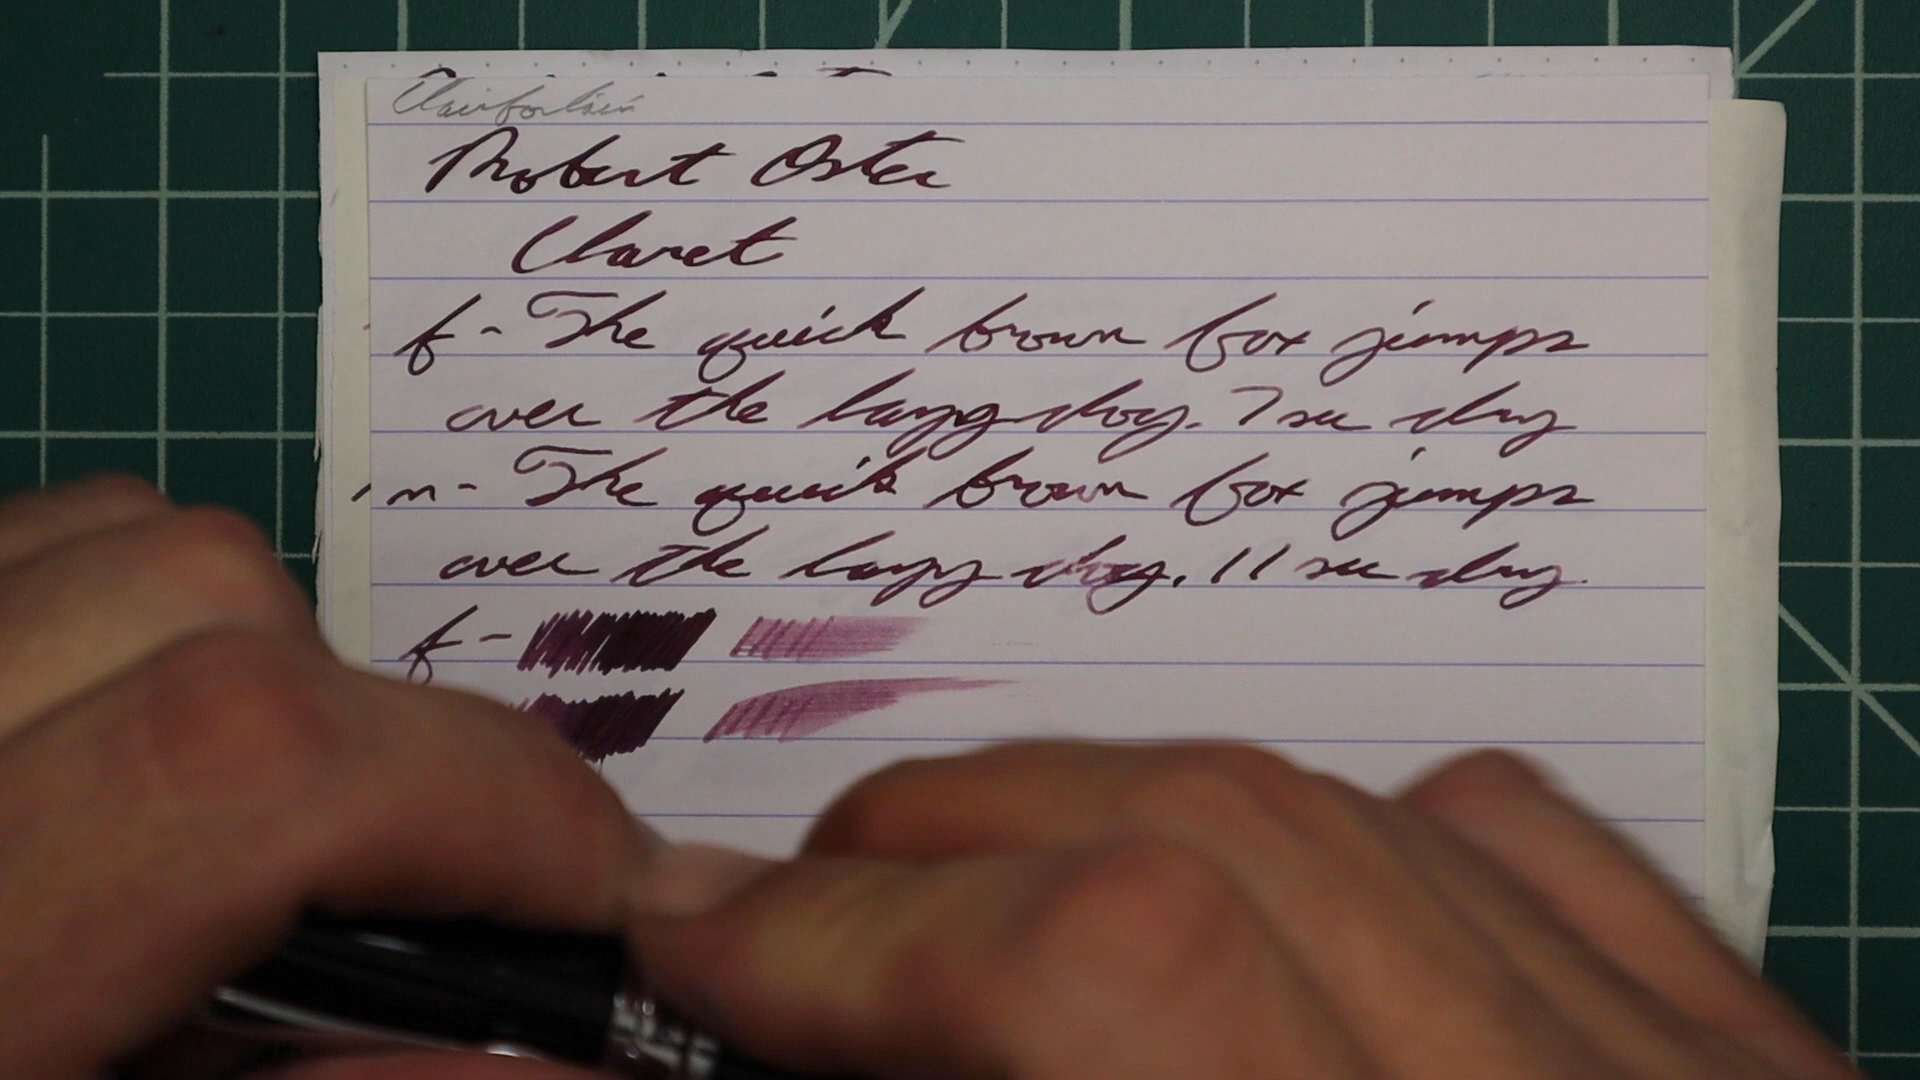 Clairfontain
Robert Oster
Claret
f - The quick brown fox jumps
over the lazy dog. 7 sec dry
m - The quick brown fox jumps
over the lazy dog. 11 sec dry.
f -